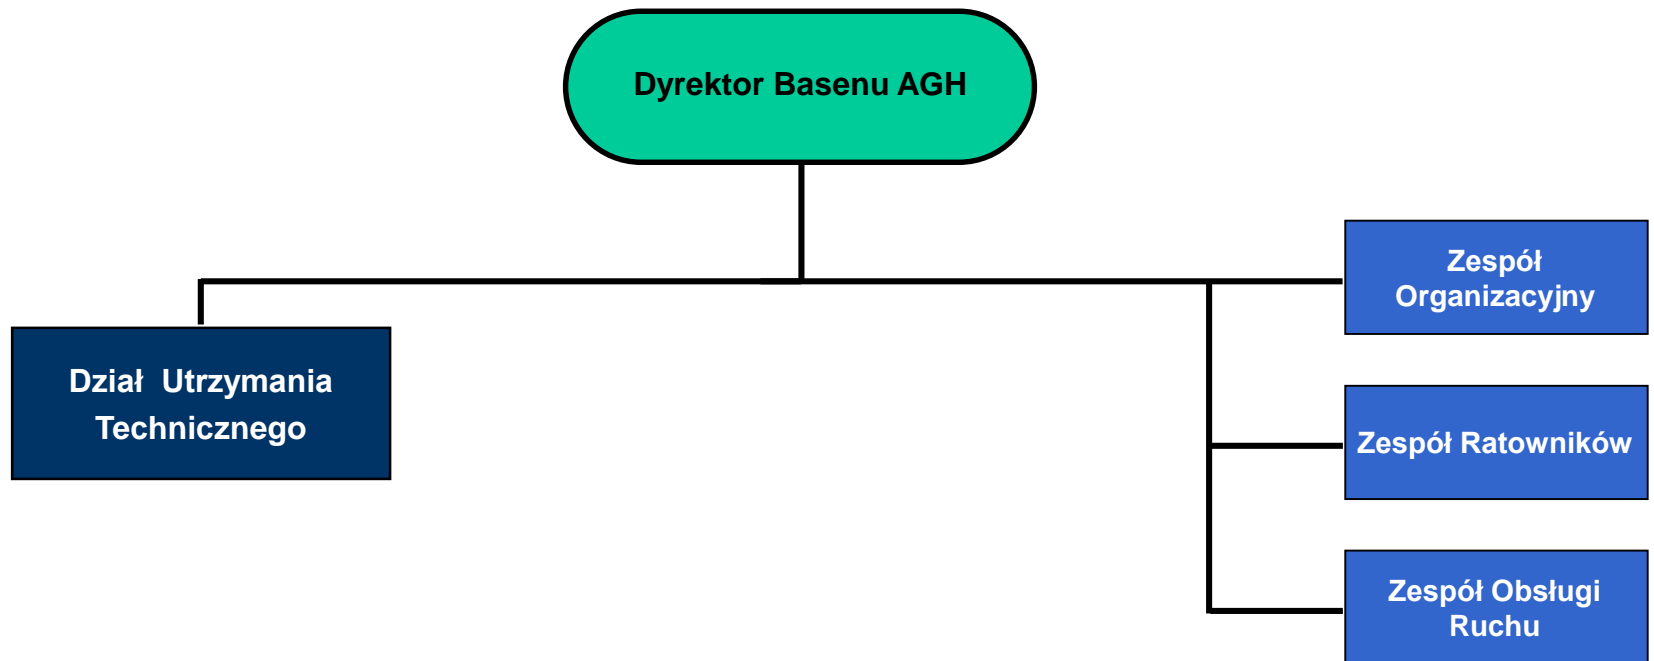 Dyrektor Basenu AGH
Zespół
Organizacyjny
Dział Utrzymania
Technicznego
Zespół Ratowników
Zespół Obsługi
Ruchu